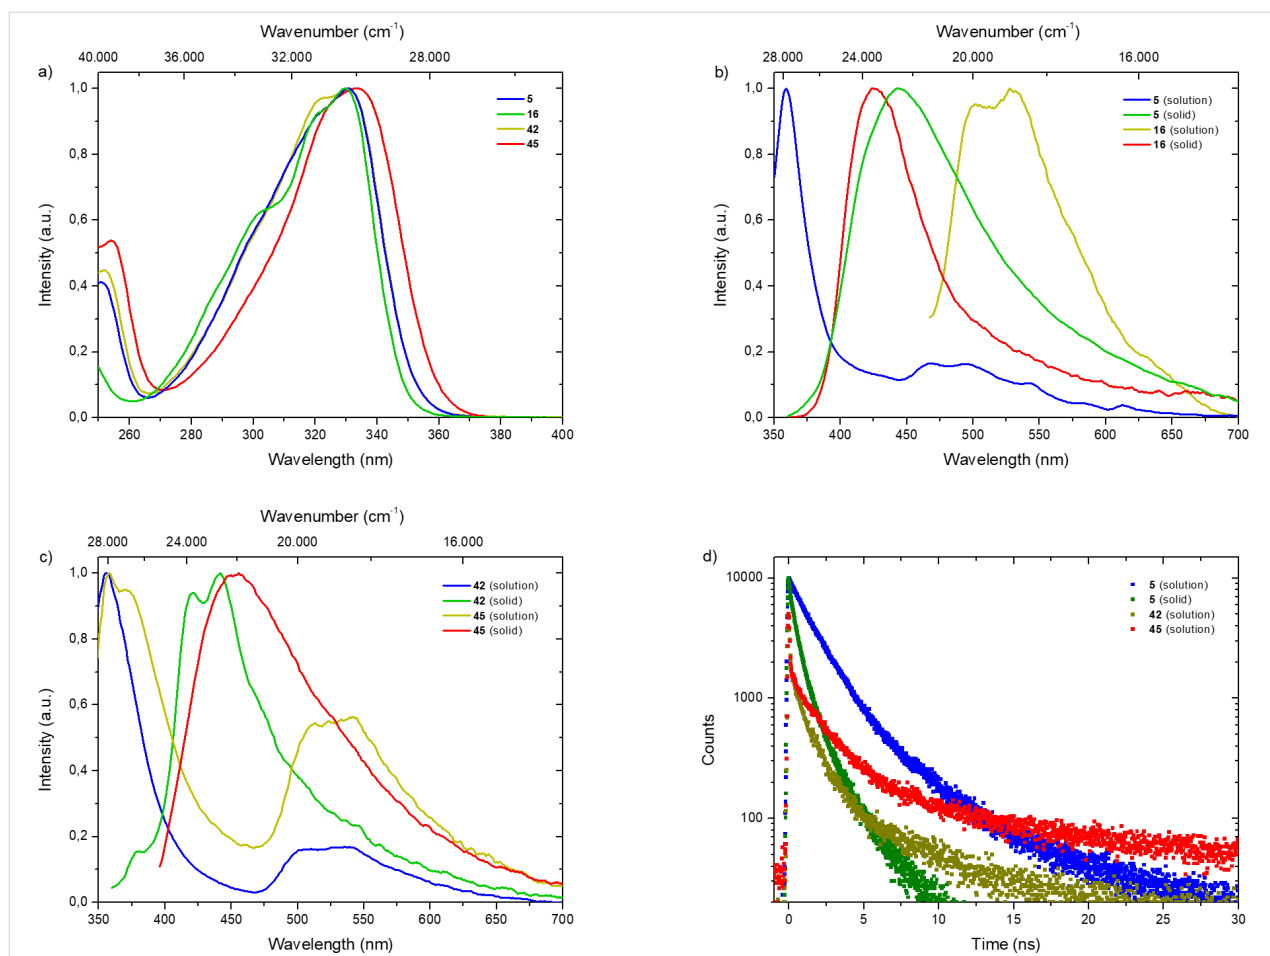 Wavenumber (cm-1)
40.000 36.000 32.000 28.000
a)
1,0
0,8
0,6
0,4
0,2
0,0
Intensity (a.u.)
5
16
42
45
260 280 300 320 340 360 380 400
Wavelength (nm)
Wavenumber (cm-1)
28.000 24.000 20.000 16.000
b)
1,0
0,8
0,6
0,4
0,2
0,0
Intensity (a.u.)
5 (solution)
5 (solid)
16 (solution)
16 (solid)
350 400 450 500 550 600 650 700
Wavelength (nm)
Wavenumber (cm-1)
28.000 24.000 20.000 16.000
c)
1,0
0,8
0,6
0,4
0,2
0,0
Intensity (a.u.)
42 (solution)
42 (solid)
45 (solution)
45 (solid)
350 400 450 500 550 600 650 700
Wavelength (nm)
d)
10000
1000
100
Counts
5 (solution)
5 (solid)
42 (solution)
45 (solution)
0 5 10 15 20 25 30
Time (ns)